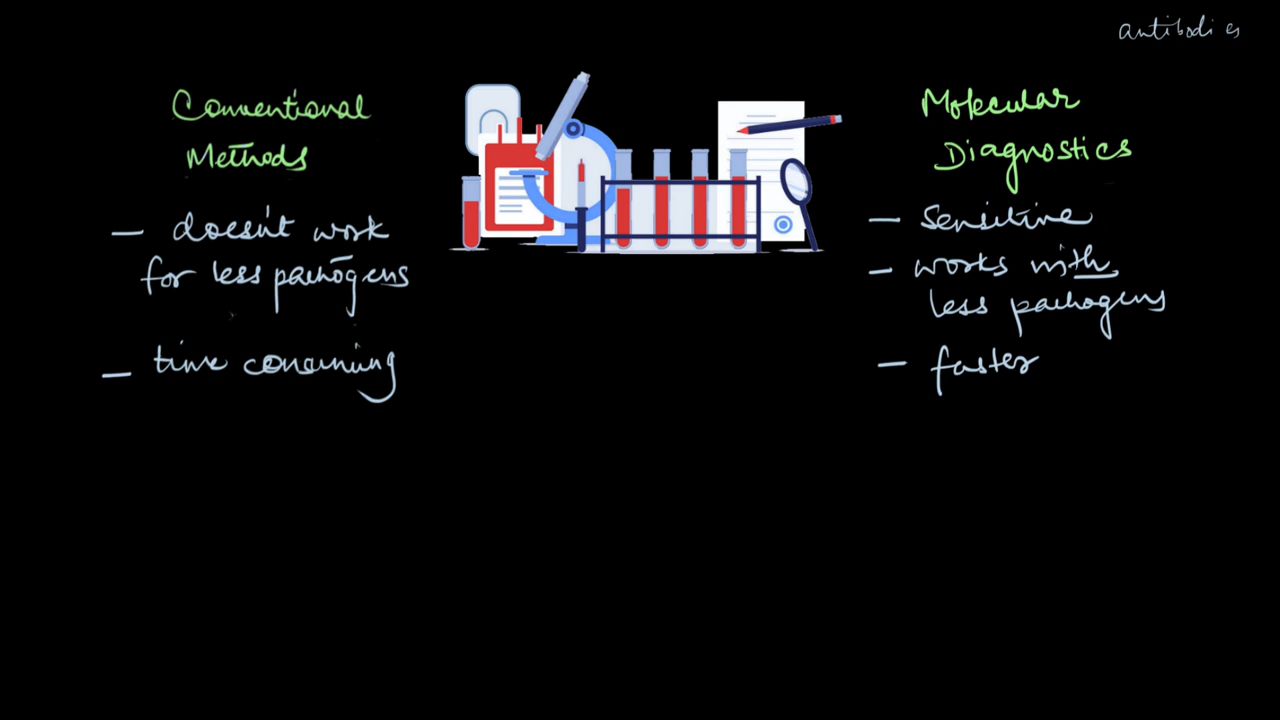 antibodies
Conventional
Methods
— doesn't work
for less pathogens
— time consuming
Molecular
Diagnostics
— Sensitive
— works with
less pathogens
— faster